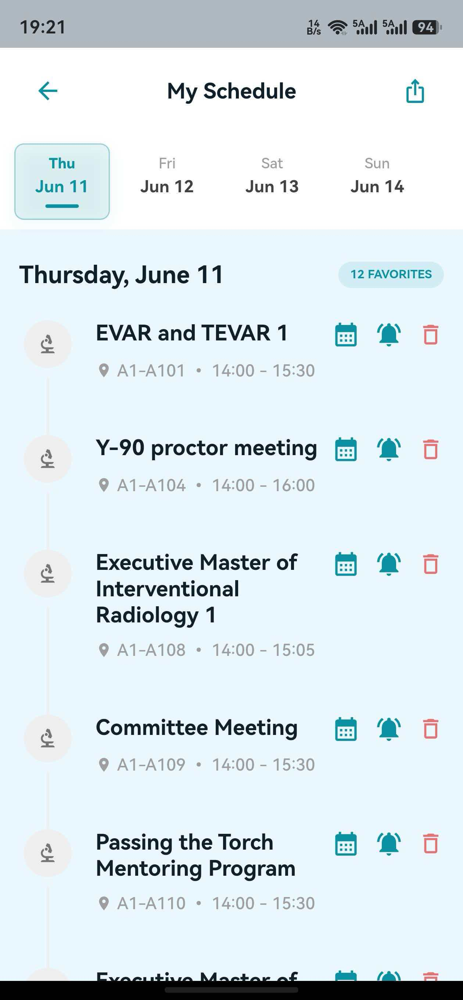 19:21
14
B/s
5A
5A
94
My Schedule
Thu
Jun 11
Fri
Jun 12
Sat
Jun 13
Sun
Jun 14
Thursday, June 11
12 FAVORITES
EVAR and TEVAR 1
A1-A101 • 14:00 - 15:30
Y-90 proctor meeting
A1-A104 • 14:00 - 16:00
Executive Master of
Interventional
Radiology 1
A1-A108 • 14:00 - 15:05
Committee Meeting
A1-A109 • 14:00 - 15:30
Passing the Torch
Mentoring Program
A1-A110 • 14:00 - 15:30
Executive Master of